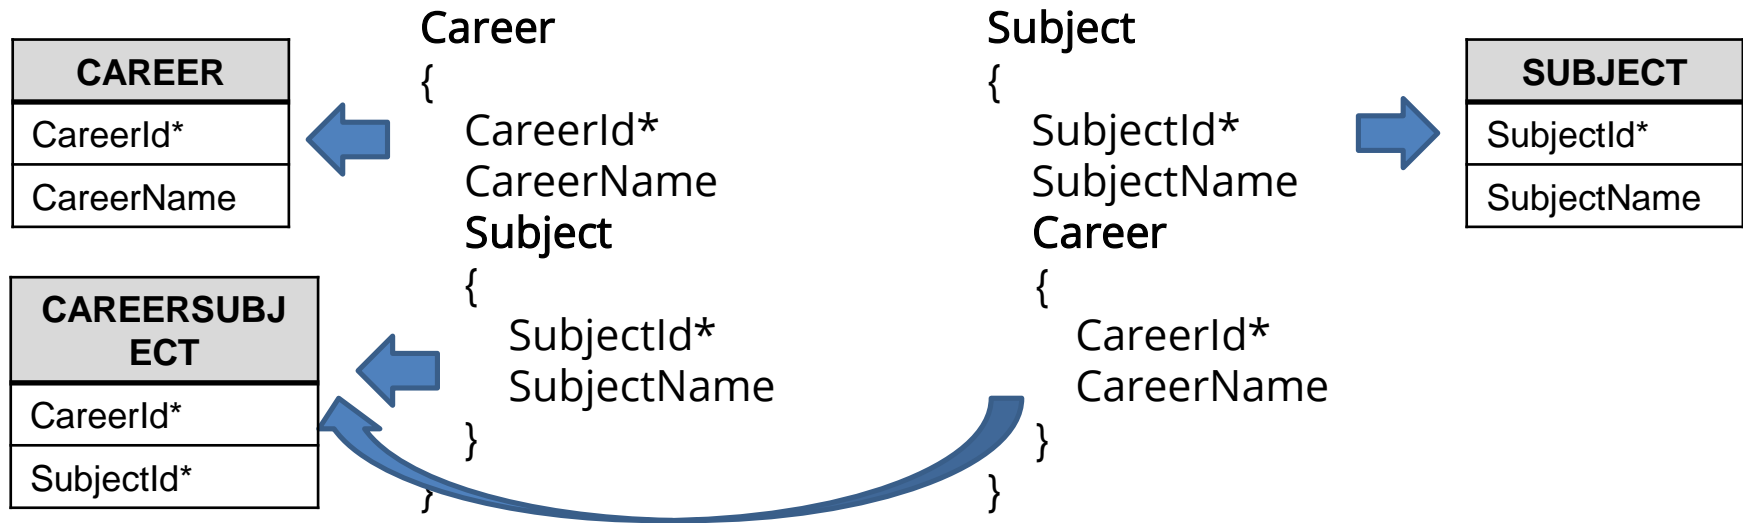 CAREER
CareerId*
CareerName
CAREERSUBJ
ECT
CareerId*
SubjectId*
Career
{
CareerId*
CareerName
Subject
{
SubjectId*
SubjectName
}
}
Subject
{
SubjectId*
SubjectName
Career
{
CareerId*
CareerName
}
}
SUBJECT
SubjectId*
SubjectName